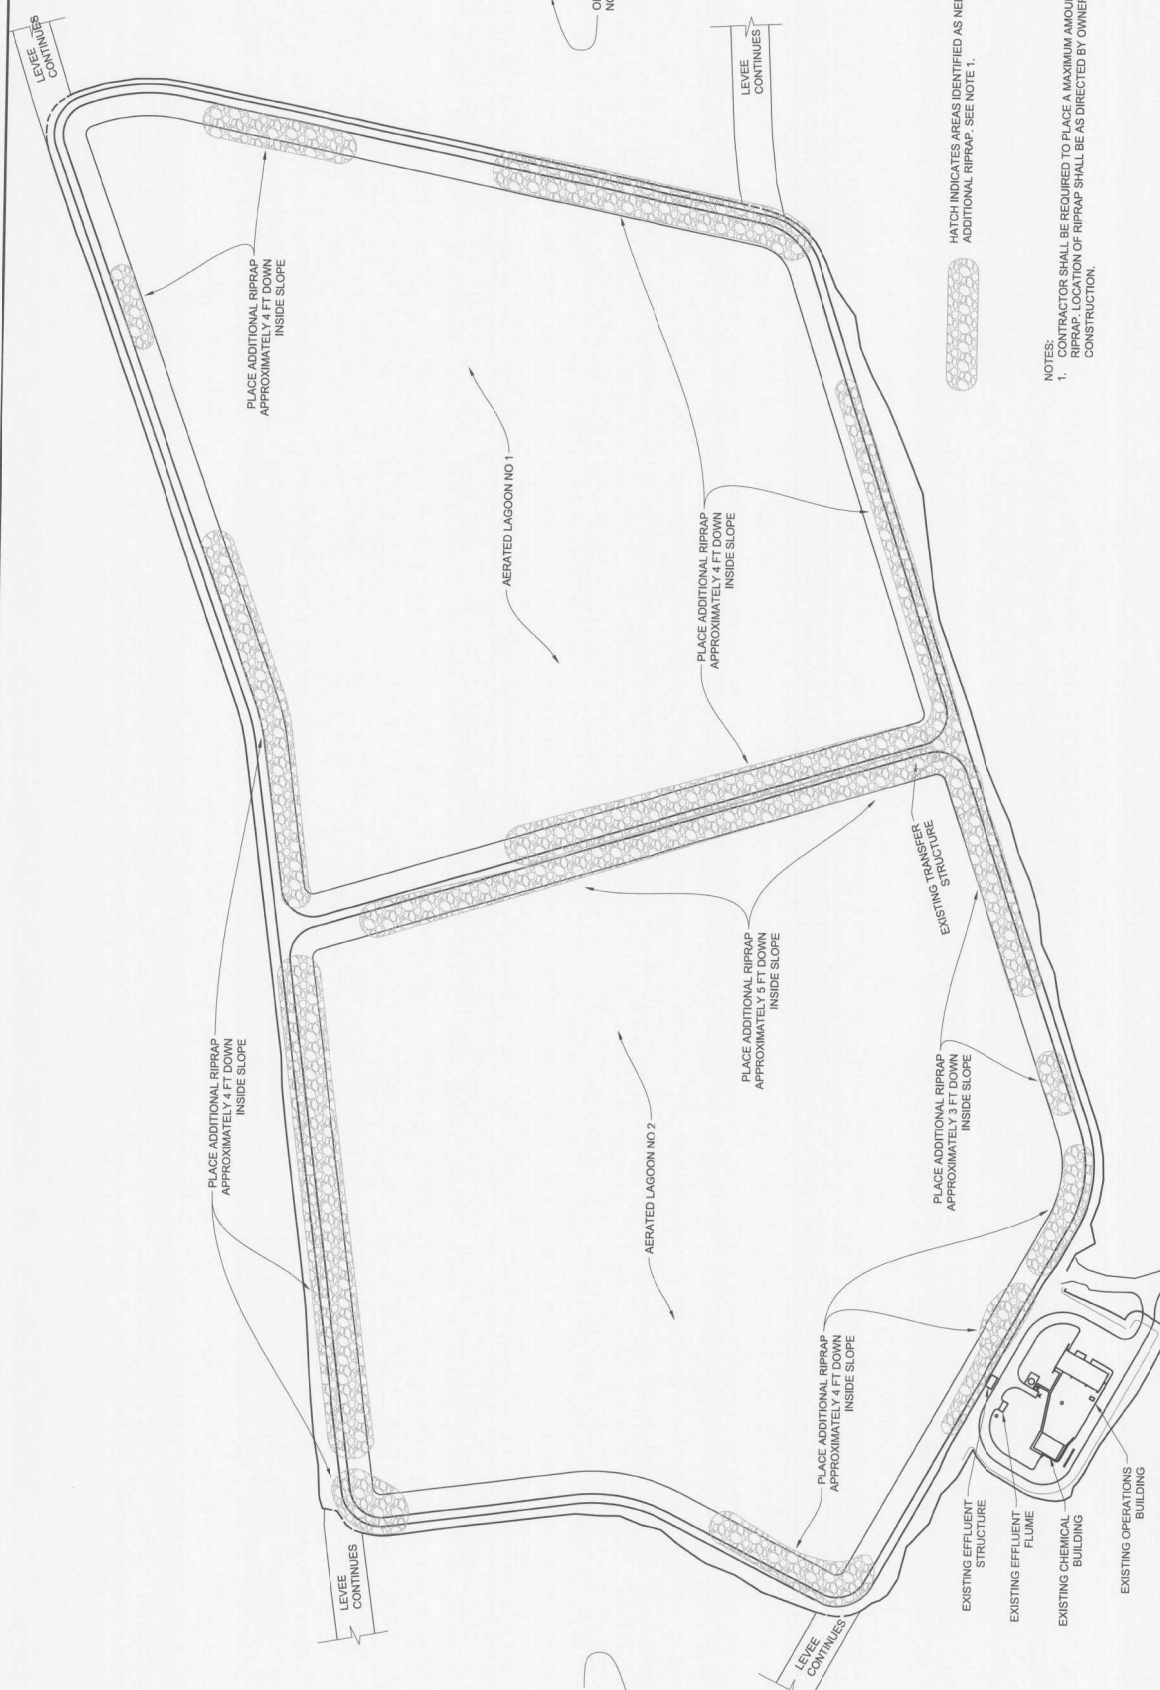 LEVEE
CONTINUES
LEVEE
CONTINUES
PLACE ADDITIONAL RIPRAP
APPROXIMATELY 4 FT DOWN
INSIDE SLOPE
AERATED LAGOON NO 1
PLACE ADDITIONAL RIPRAP
APPROXIMATELY 4 FT DOWN
INSIDE SLOPE
HATCH INDICATES AREAS IDENTIFIED AS
ADDITIONAL RIPRAP. SEE NOTE 1.
NOTES:
1. CONTRACTOR SHALL BE REQUIRED TO PLACE A MAXIMUM
RIPRAP. LOCATION OF RIPRAP SHALL BE AS DIRECTED BY
CONSTRUCTION.
PLACE ADDITIONAL RIPRAP
APPROXIMATELY 4 FT DOWN
INSIDE SLOPE
PLACE ADDITIONAL RIPRAP
APPROXIMATELY 5 FT DOWN
INSIDE SLOPE
EXISTING TRANSFER
STRUCTURE
AERATED LAGOON NO 2
PLACE ADDITIONAL RIPRAP
APPROXIMATELY 3 FT DOWN
INSIDE SLOPE
PLACE ADDITIONAL RIPRAP
APPROXIMATELY 4 FT DOWN
INSIDE SLOPE
LEVEE
CONTINUES
LEVEE
CONTINUES
EXISTING EFFLUENT
STRUCTURE
EXISTING EFFLUENT
FLUME
EXISTING CHEMICAL
BUILDING
EXISTING OPERATIONS
BUILDING